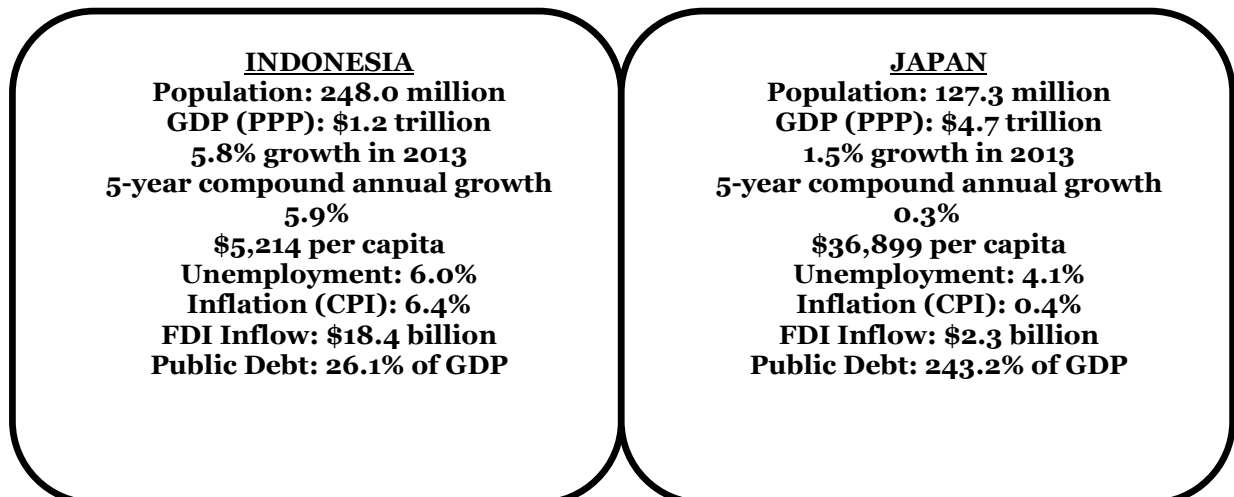 INDONESIA
Population: 248.0 million
GDP (PPP): $1.2 trillion
5.8% growth in 2013
5-year compound annual growth
5.9%
$5,214 per capita
Unemployment: 6.0%
Inflation (CPI): 6.4%
FDI Inflow: $18.4 billion
Public Debt: 26.1% of GDP
JAPAN
Population: 127.3 million
GDP (PPP): $4.7 trillion
1.5% growth in 2013
5-year compound annual growth
0.3%
$36,899 per capita
Unemployment: 4.1%
Inflation (CPI): 0.4%
FDI Inflow: $2.3 billion
Public Debt: 243.2% of GDP